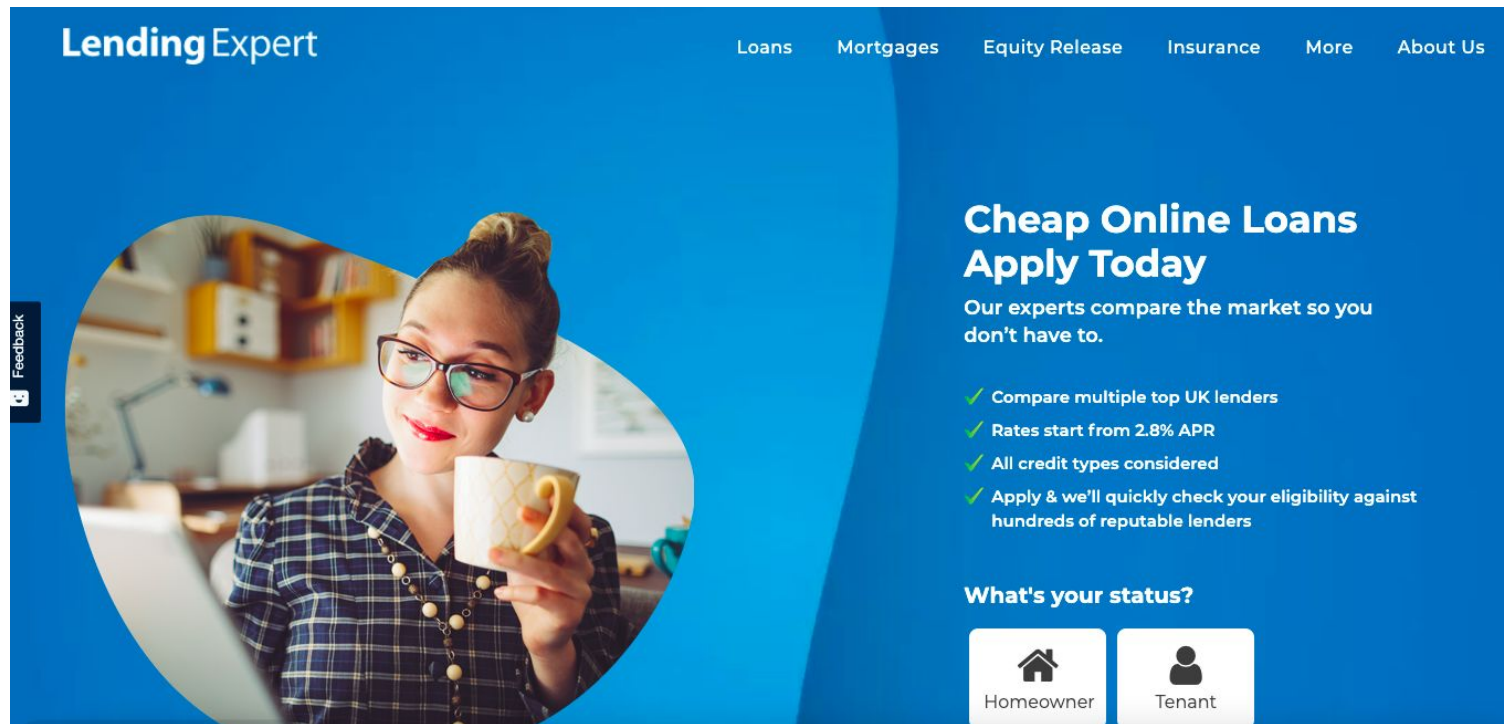 Lending Expert
Loans Mortgages Equity Release Insurance More About Us
Cheap Online Loans
Apply Today
Our experts compare the market so you
don’t have to.
Compare multiple top UK lenders
Rates start from 2.8% APR
All credit types considered
Apply & we’ll quickly check your eligibility against
hundreds of reputable lenders
What's your status?
Homeowner Tenant
Feedback